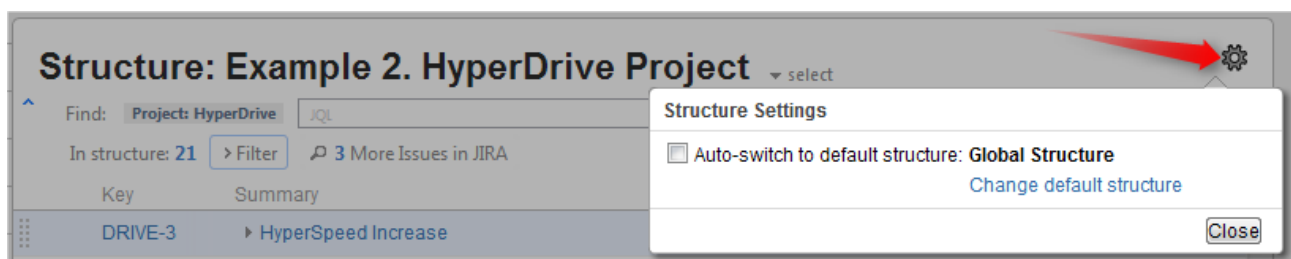 Structure: Example 2. HyperDrive Project select
Find: Project: HyperDrive JQL
In structure: 21 Filter 3 More Issues in JIRA
Key Summary
DRIVE-3 HyperSpeed Increase
Structure Settings
Auto-switch to default structure: Global Structure
Change default structure
Close